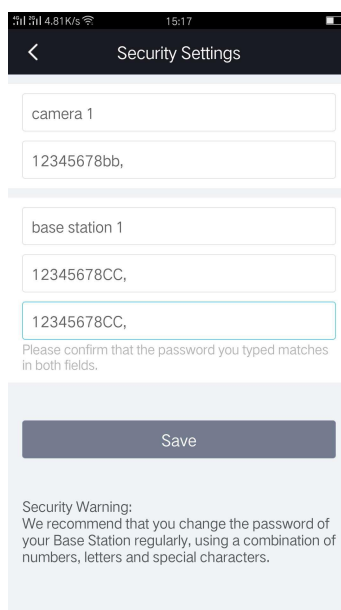 4.81K/s 15:17
Security Settings
camera 1
12345678bb,
base station 1
12345678CC,
12345678CC,
Please confirm that the password you typed matches
in both fields.
Save
Security Warning:
We recommend that you change the password of
your Base Station regularly, using a combination of
numbers, letters and special characters.